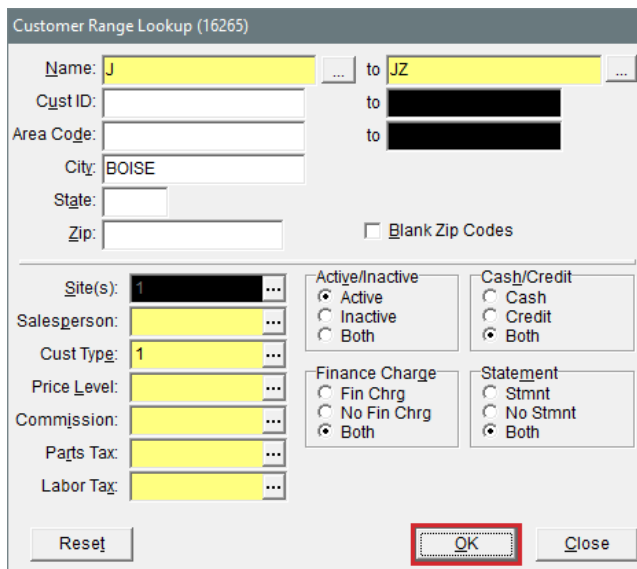 Customer Range Lookup (16265)
Name: J ... to JZ ...
Cust ID: to
Area Code: to
City: BOISE
State:
Zip: Blank Zip Codes
Site(s): 1 ...
Salesperson: ...
Cust Type: 1 ...
Price Level: ...
Commission: ...
Parts Tax: ...
Labor Tax: ...
Active/Inactive
Active
Inactive
Both
Cash/Credit
Cash
Credit
Both
Finance Charge
Fin Chrg
No Fin Chrg
Both
Statement
Stmnt
No Stmnt
Both
Reset OK Close